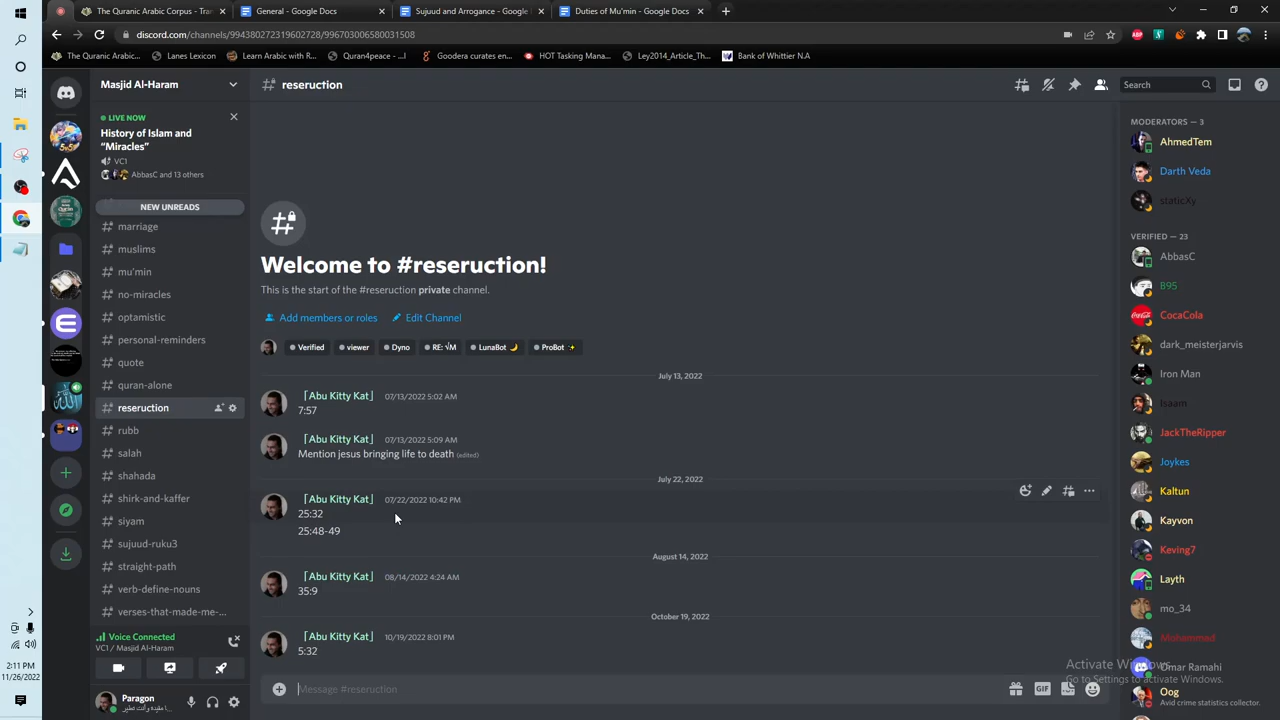 The Quranic Arabic Corpus - Tra
General - Google Docs
Sujuud and Arrogance - Google
Duties of Mu'min - Google Docs
discord.com/channels/994380272319602728/996703006580031508
The Quranic Arabic...
Lanes Lexicon
Learn Arabic with R...
Quran4peace - ...
Goodera curates en...
HOT Tasking Mana...
Ley2014_Article_Th...
Bank of Whittier N.A
Masjid Al-Haram
reseruction
Search
LIVE NOW
History of Islam and
"Miracles"
VC1
AbbasC and 13 others
NEW UNREADS
marriage
muslims
mu'min
no-miracles
optamistic
personal-reminders
quote
quran-alone
reseruction
rubb
salah
shahada
shirk-and-kaffer
siyam
sujuud-ruku3
straight-path
verb-define-nouns
verses-that-made-me-...
Voice Connected
VC1 / Masjid Al-Haram
Paragon
Welcome to #reseruction!
This is the start of the #reseruction private channel.
Add members or roles
Edit Channel
Verified
viewer
Dyno
LunaBot
ProBot
July 13, 2022
「Abu Kitty Kat」 07/13/2022 5:02 AM
7:57
「Abu Kitty Kat」 07/13/2022 5:09 AM
Mention jesus bringing life to death (edited)
July 22, 2022
「Abu Kitty Kat」 07/22/2022 10:42 PM
25:32
25:48-49
August 14, 2022
「Abu Kitty Kat」 08/14/2022 4:24 AM
35:9
October 19, 2022
「Abu Kitty Kat」 10/19/2022 8:01 PM
5:32
Message #reseruction
GIF
MODERATORS — 3
AhmedTem
Darth Veda
staticXy
VERIFIED — 23
AbbasC
B95
CocaCola
dark_meisterjarvis
Iron Man
Isaam
JackTheRipper
Joykes
Kaltun
Kayvon
Keving7
Layth
mo_34
Mohammed
Omar Ramahi
Oog
Avid crime statistics collector.
Activate Windows
Go to Settings to activate Windows.
2:11 PM
11/26/2022